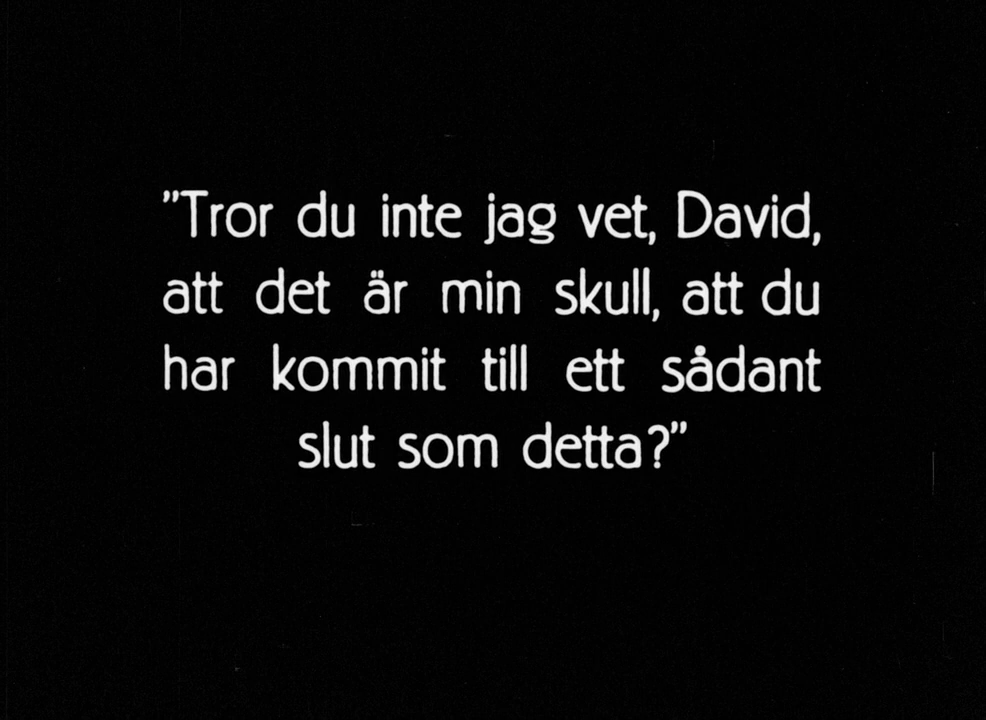 ”Tror du inte jag vet, David,
att det är min skull, att du
har kommit till ett sådant
slut som detta?”